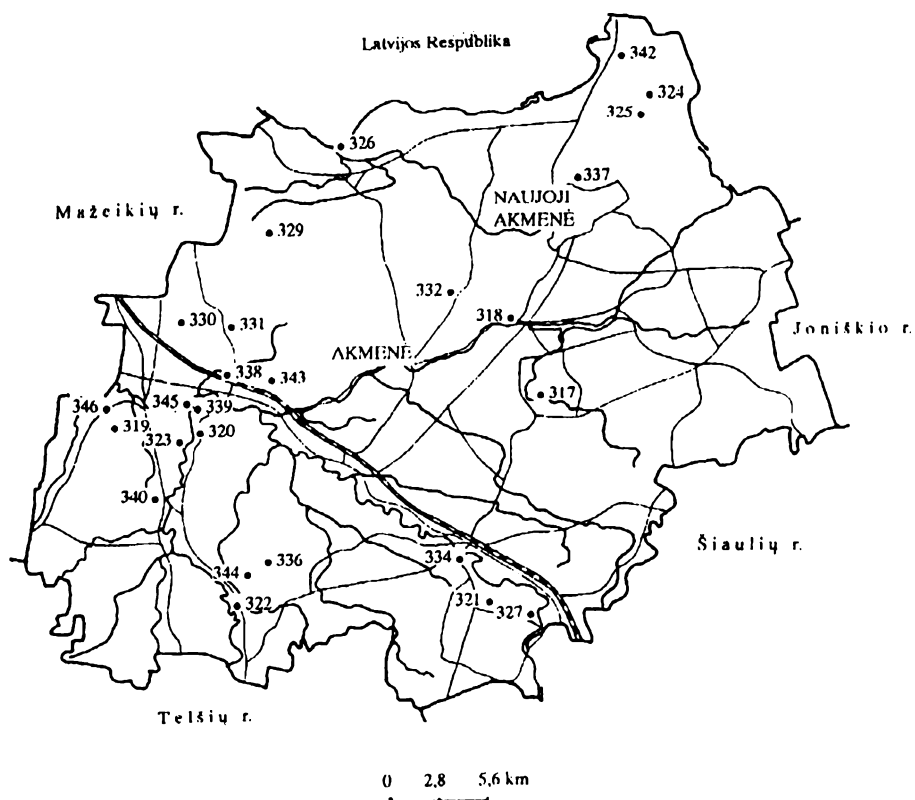 Latvijos Respublika
342
324
325
326
337
NAUJOJI
AKMENĖ
Mažeikių r.
329
332
318
330
331
Joniškio r.
AKMENĖ
338
343
317
346
345
339
319
320
323
340
Šiaulių r.
334
336
344
321
322
327
Telšių r.
0 2,8 5,6 km